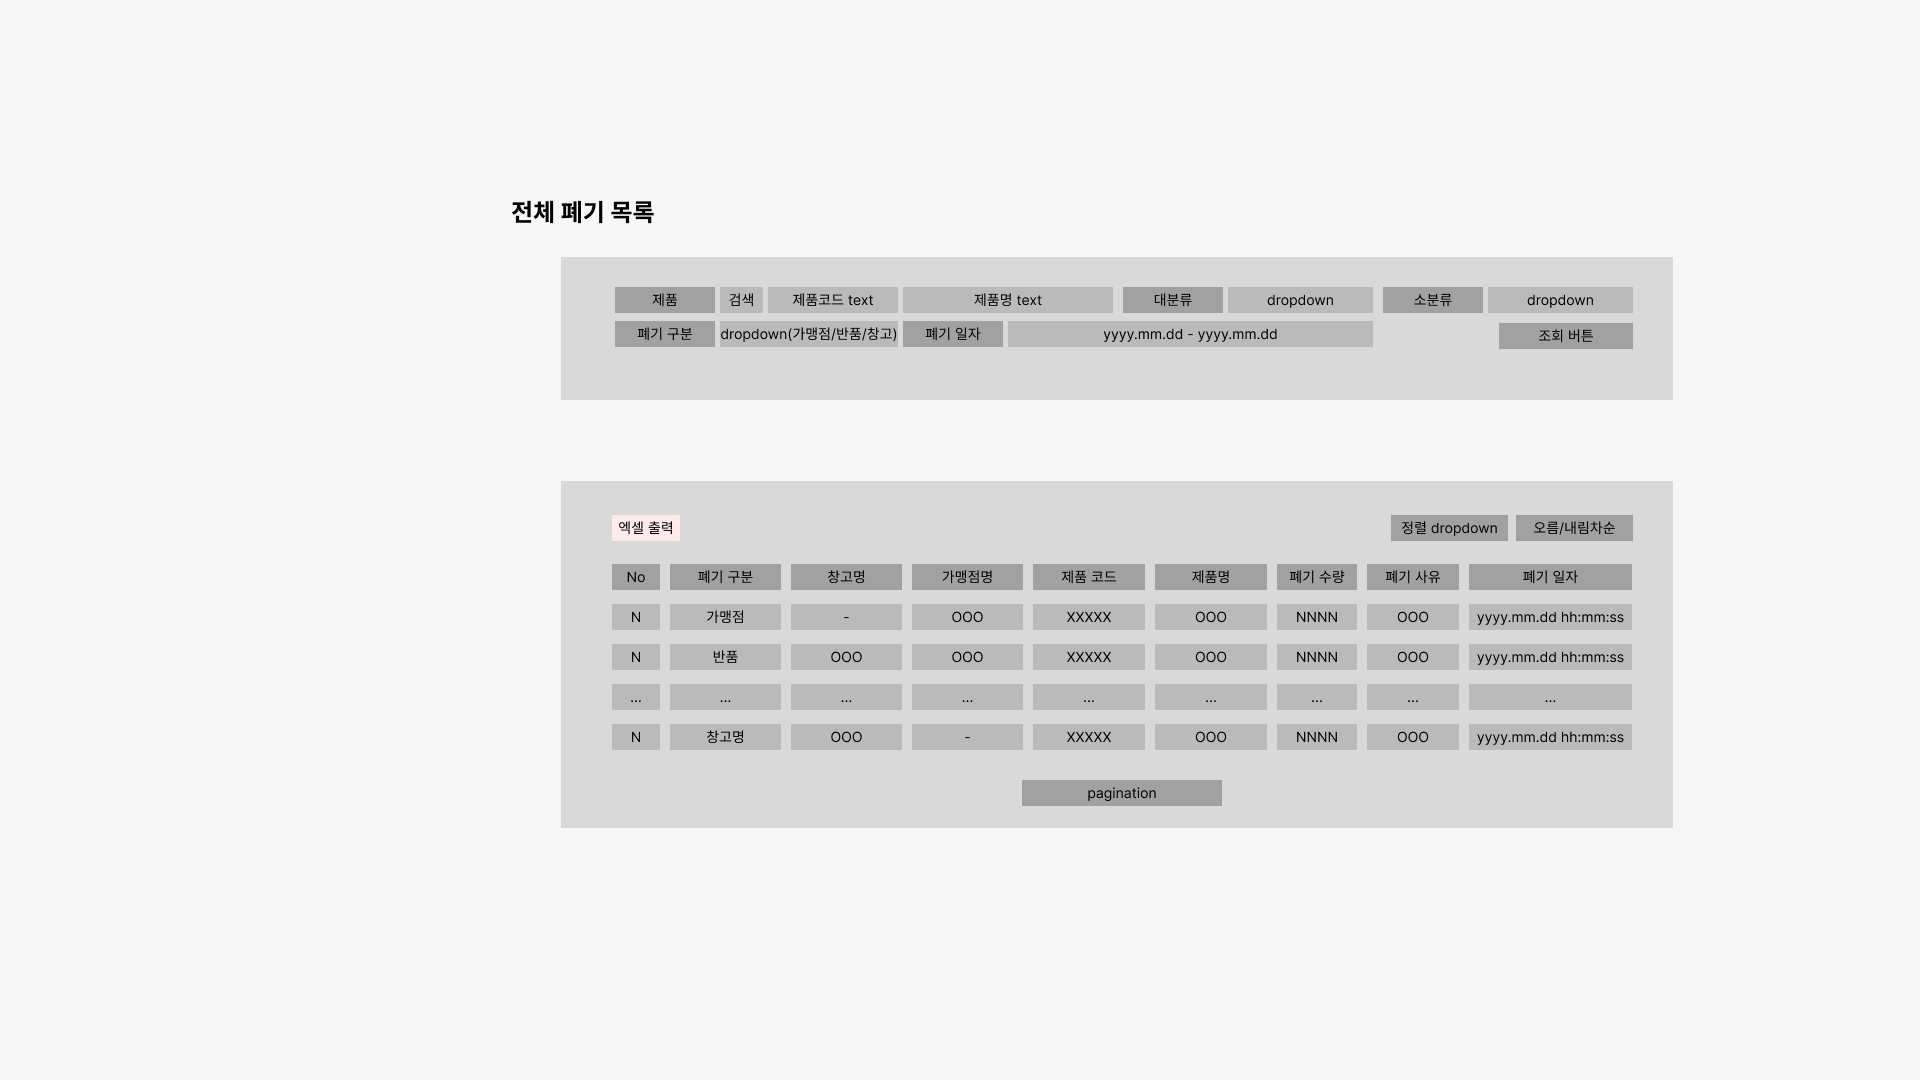 전체 폐기 목록
제품 검색 제품코드 text 제품명 text 대분류 dropdown 소분류 dropdown
폐기 구분 dropdown(가맹점/반품/창고) 폐기 일자 yyyy.mm.dd - yyyy.mm.dd 조회 버튼
엑셀 출력 정렬 dropdown 오름/내림차순
No 폐기 구분 창고명 가맹점명 제품 코드 제품명 폐기 수량 폐기 사유 폐기 일자
N 가맹점 - OOO XXXXX OOO NNNN OOO yyyy.mm.dd hh:mm:ss
N 반품 OOO OOO XXXXX OOO NNNN OOO yyyy.mm.dd hh:mm:ss
... ... ... ... ... ... ... ... ...
N 창고명 OOO - XXXXX OOO NNNN OOO yyyy.mm.dd hh:mm:ss
pagination